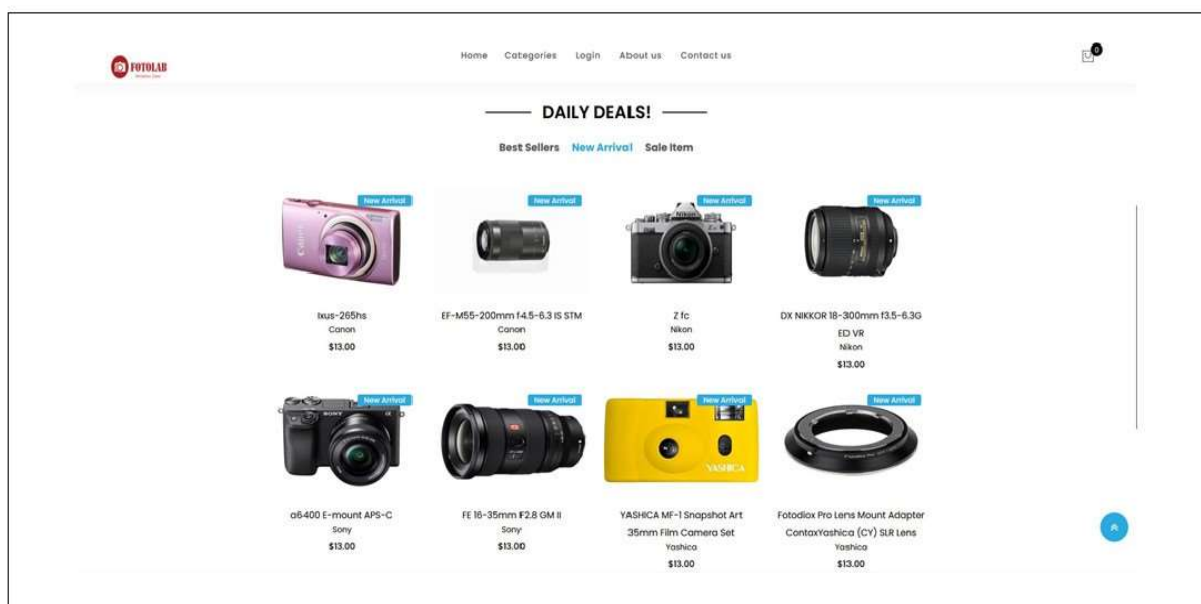 FOTOLAB
Home Categories Login About us Contact us
0
DAILY DEALS!
Best Sellers New Arrival Sale Item
New Arrival New Arrival New Arrival New Arrival
Canon
Nikon
Ixus-265hs
Canon
$13.00
EF-M55-200mm f4.5-6.3 IS STM
Canon
$13.00
Z fc
Nikon
$13.00
DX NIKKOR 18-300mm f3.5-6.3G
ED VR
Nikon
$13.00
New Arrival New Arrival New Arrival New Arrival
SONY
YASHICA
a6400 E-mount APS-C
Sony
$13.00
FE 16-35mm F2.8 GM II
Sony
$13.00
YASHICA MF-1 Snapshot Art
35mm Film Camera Set
Yashica
$13.00
Fotodiox Pro Lens Mount Adapter
ContaxYashica (CY) SLR Lens
Yashica
$13.00